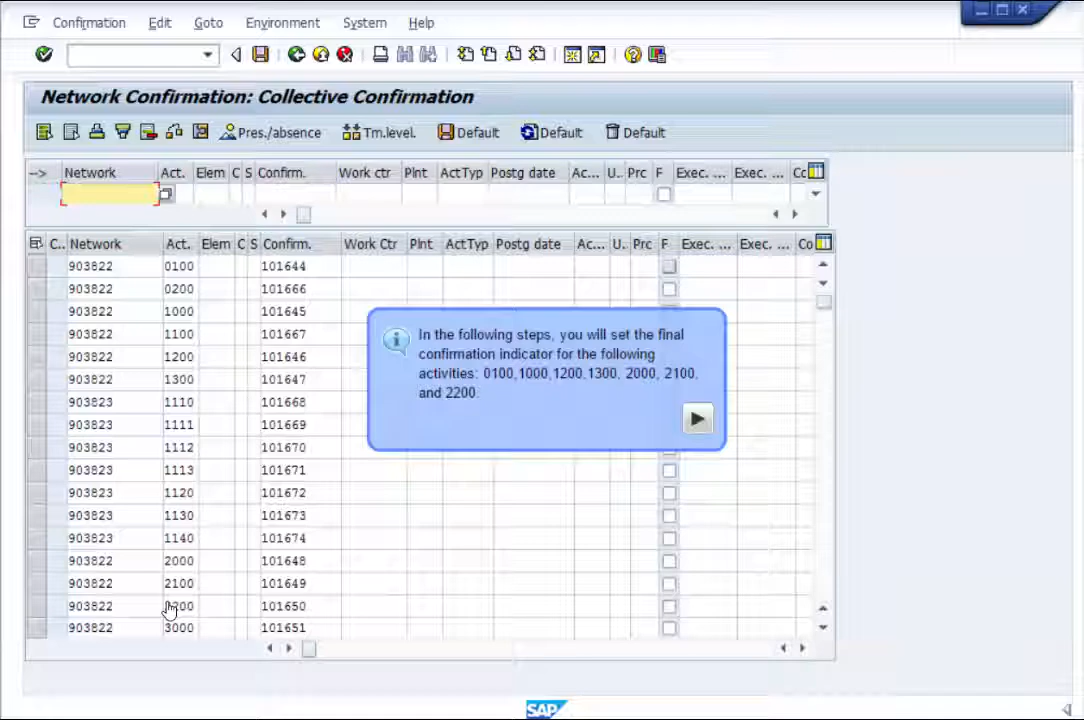 Confirmation Edit Goto Environment System Help
Network Confirmation: Collective Confirmation
Pres./absence Tm.level. Default Default Default
--> Network Act. Elem C S Confirm. Work ctr Plnt ActTyp Postg date Ac... U.. Prc F Exec. ... Exec. ... Co
C.. Network Act. Elem C S Confirm. Work Ctr Plnt ActTyp Postg date Ac... U. Prc F Exec. ... Exec. ... Co
903822 0100 101644
903822 0200 101666
903822 1000 101645
903822 1100 101667
903822 1200 101646
903822 1300 101647
903823 1110 101668
903823 1111 101669
903823 1112 101670
903823 1113 101671
903823 1120 101672
903823 1130 101673
903823 1140 101674
903822 2000 101648
903822 2100 101649
903822 101650
903822 3000 101651
In the following steps, you will set the final
confirmation indicator for the following
activities: 0100,1000,1200,1300, 2000, 2100,
and 2200.
SAP